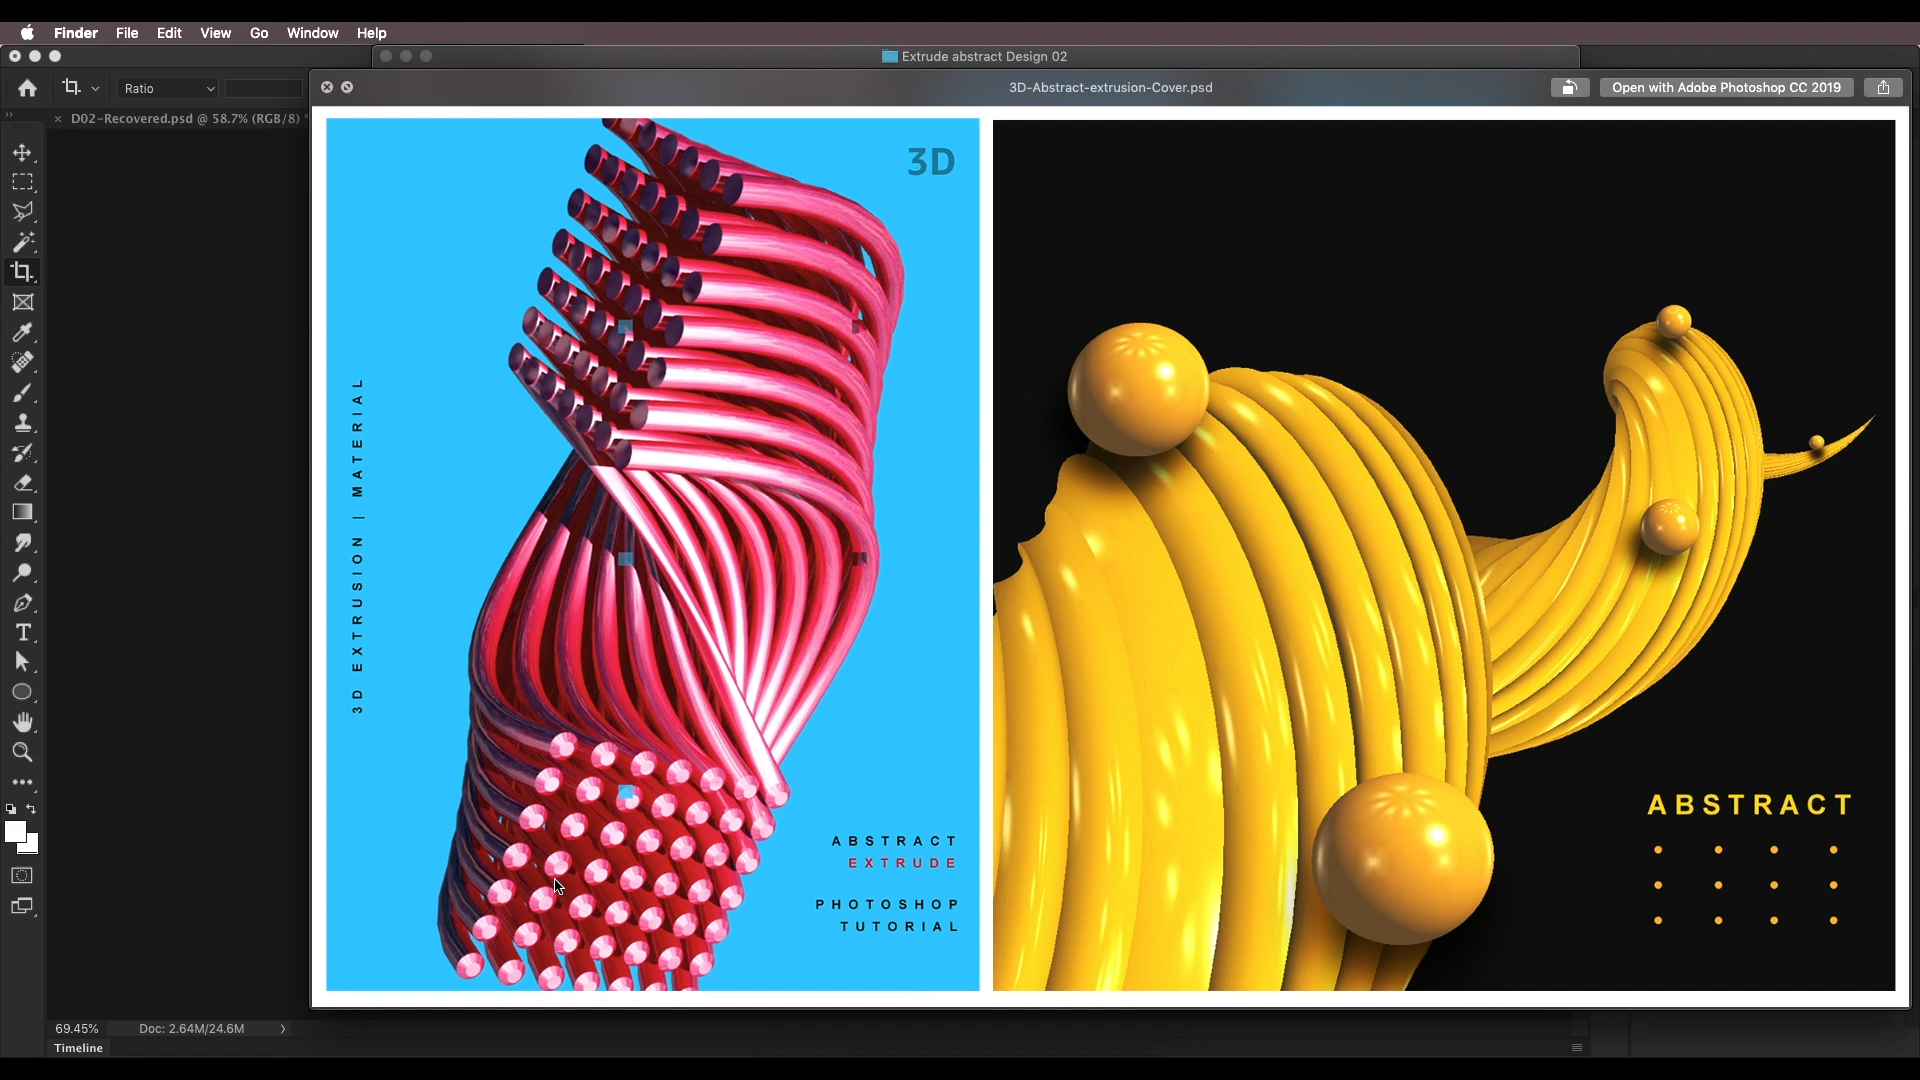 Finder File Edit View Go Window Help
Extrude abstract Design 02
Ratio
3D-Abstract-extrusion-Cover.psd
Open with Adobe Photoshop CC 2019
D02-Recovered.psd @ 58.7% (RGB/8) *
3D
3D EXTRUSION | MATERIAL
ABSTRACT
EXTRUDE
PHOTOSHOP
TUTORIAL
ABSTRACT
69.45% Doc: 2.64M/24.6M
Timeline